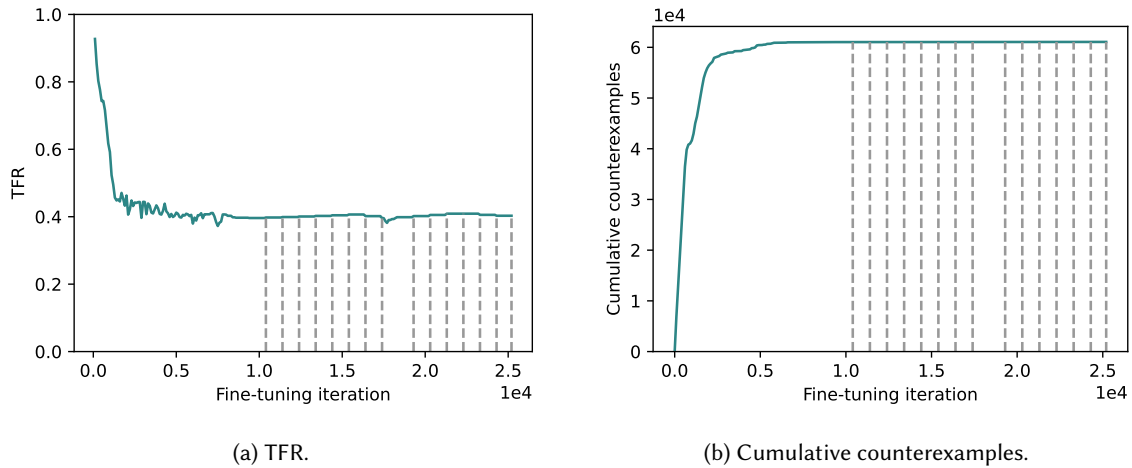 1.0
0.8
0.6
0.4
0.2
0.0
TFR
0.0 0.5 1.0 1.5 2.0 2.5
1e4
Fine-tuning iteration
(a) TFR.
1e4
6
5
4
3
2
1
0
Cumulative counterexamples
0.0 0.5 1.0 1.5 2.0 2.5
1e4
Fine-tuning iteration
(b) Cumulative counterexamples.